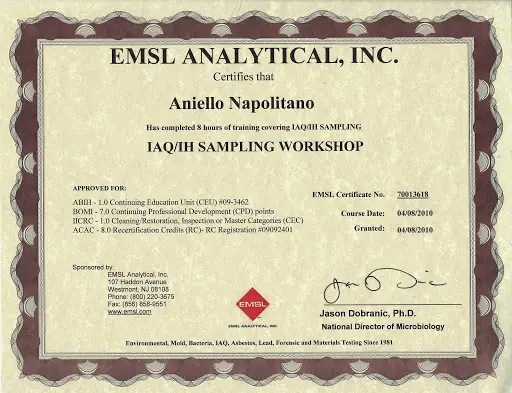 EMSL ANALYTICAL, INC.
Certifies that
Aniello Napolitano
Has completed 8 hours of training covering IAQ/IH SAMPLING
IAQ/IH SAMPLING WORKSHOP
APPROVED FOR:
ABIH - 1.0 Continuing Education Unit (CEU) #09-3462
BOMI - 7.0 Continuing Professional Development (CPD) points
IICRC - 1.0 Cleaning/Restoration, Inspection or Master Categories (CEC)
ACAC - 8.0 Recertification Credits (RC)- RC Registration #09092401
EMSL Certificate No. 70013618
Course Date: 04/08/2010
Granted: 04/08/2010
Sponsored by:
EMSL Analytical, Inc.
107 Haddon Avenue
Westmont, NJ 08108
Phone: (800) 220-3675
Fax: (856) 858-9551
www.emsl.com
EMSL
EMSL ANALYTICAL, INC.
Jason Dobranic, Ph.D.
National Director of Microbiology
Environmental, Mold, Bacteria, IAQ, Asbestos, Lead, Forensic and Materials Testing Since 1981